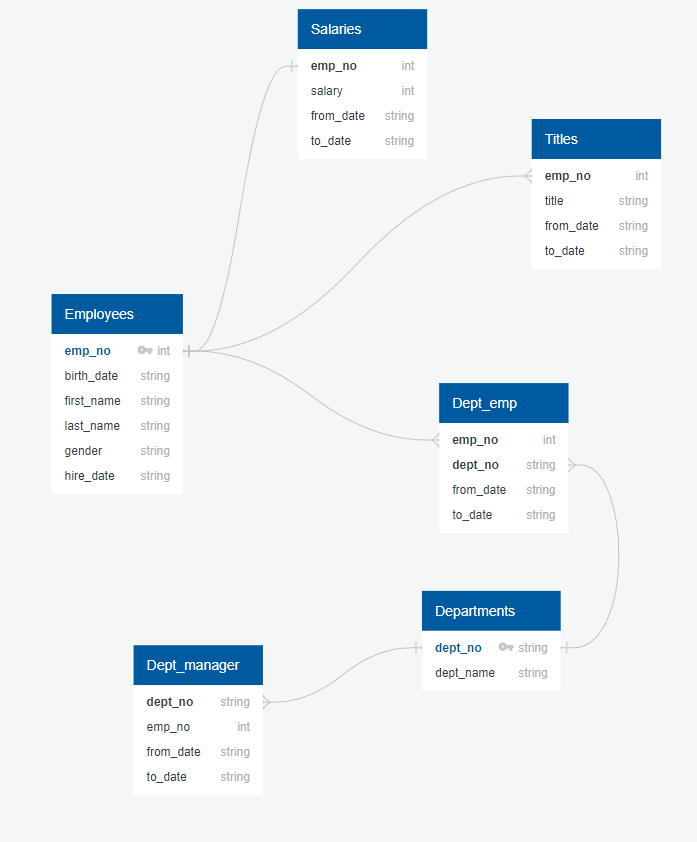 Salaries
emp_no int
salary int
from_date string
to_date string
Titles
emp_no int
title string
from_date string
to_date string
Employees
emp_no int
birth_date string
first_name string
last_name string
gender string
hire_date string
Dept_emp
emp_no int
dept_no string
from_date string
to_date string
Departments
dept_no string
dept_name string
Dept_manager
dept_no string
emp_no int
from_date string
to_date string